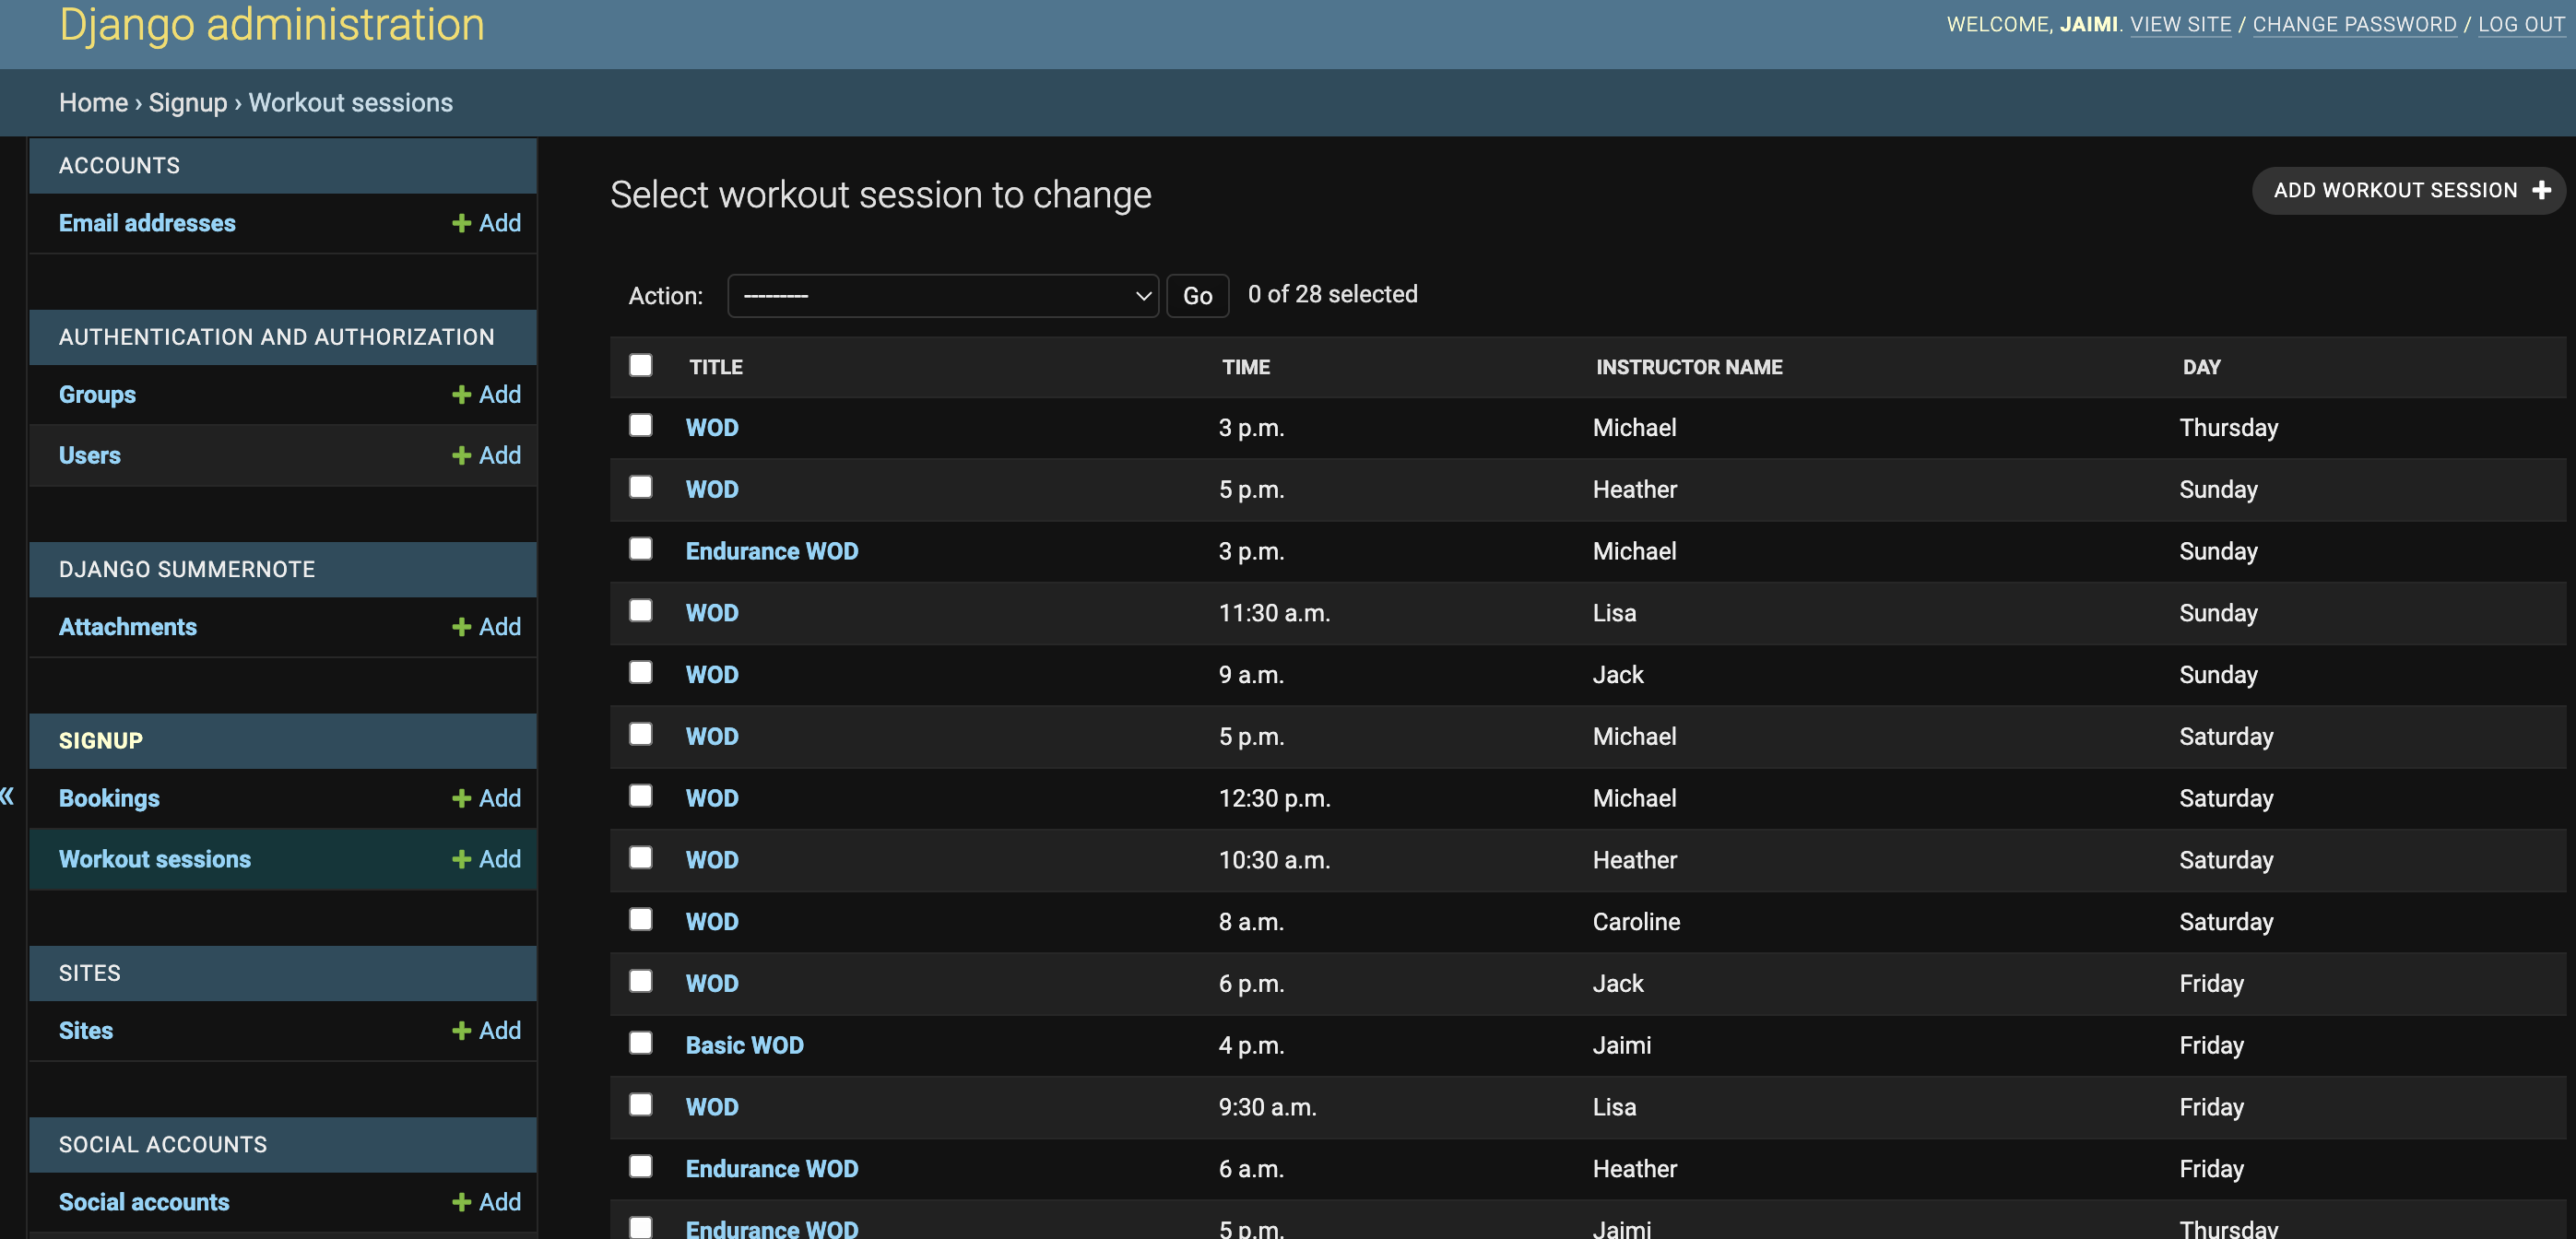 Django administration
WELCOME, JAIMI. VIEW SITE / CHANGE PASSWORD / LOG OUT
Home › Signup › Workout sessions
ACCOUNTS
Email addresses + Add
AUTHENTICATION AND AUTHORIZATION
Groups + Add
Users + Add
DJANGO SUMMERNOTE
Attachments + Add
SIGNUP
Bookings + Add
Workout sessions + Add
SITES
Sites + Add
SOCIAL ACCOUNTS
Social accounts + Add
«
Select workout session to change
ADD WORKOUT SESSION +
Action: --------- Go 0 of 28 selected
TITLE TIME INSTRUCTOR NAME DAY
WOD 3 p.m. Michael Thursday
WOD 5 p.m. Heather Sunday
Endurance WOD 3 p.m. Michael Sunday
WOD 11:30 a.m. Lisa Sunday
WOD 9 a.m. Jack Sunday
WOD 5 p.m. Michael Saturday
WOD 12:30 p.m. Michael Saturday
WOD 10:30 a.m. Heather Saturday
WOD 8 a.m. Caroline Saturday
WOD 6 p.m. Jack Friday
Basic WOD 4 p.m. Jaimi Friday
WOD 9:30 a.m. Lisa Friday
Endurance WOD 6 a.m. Heather Friday
Endurance WOD 5 p.m. Jaimi Thursday